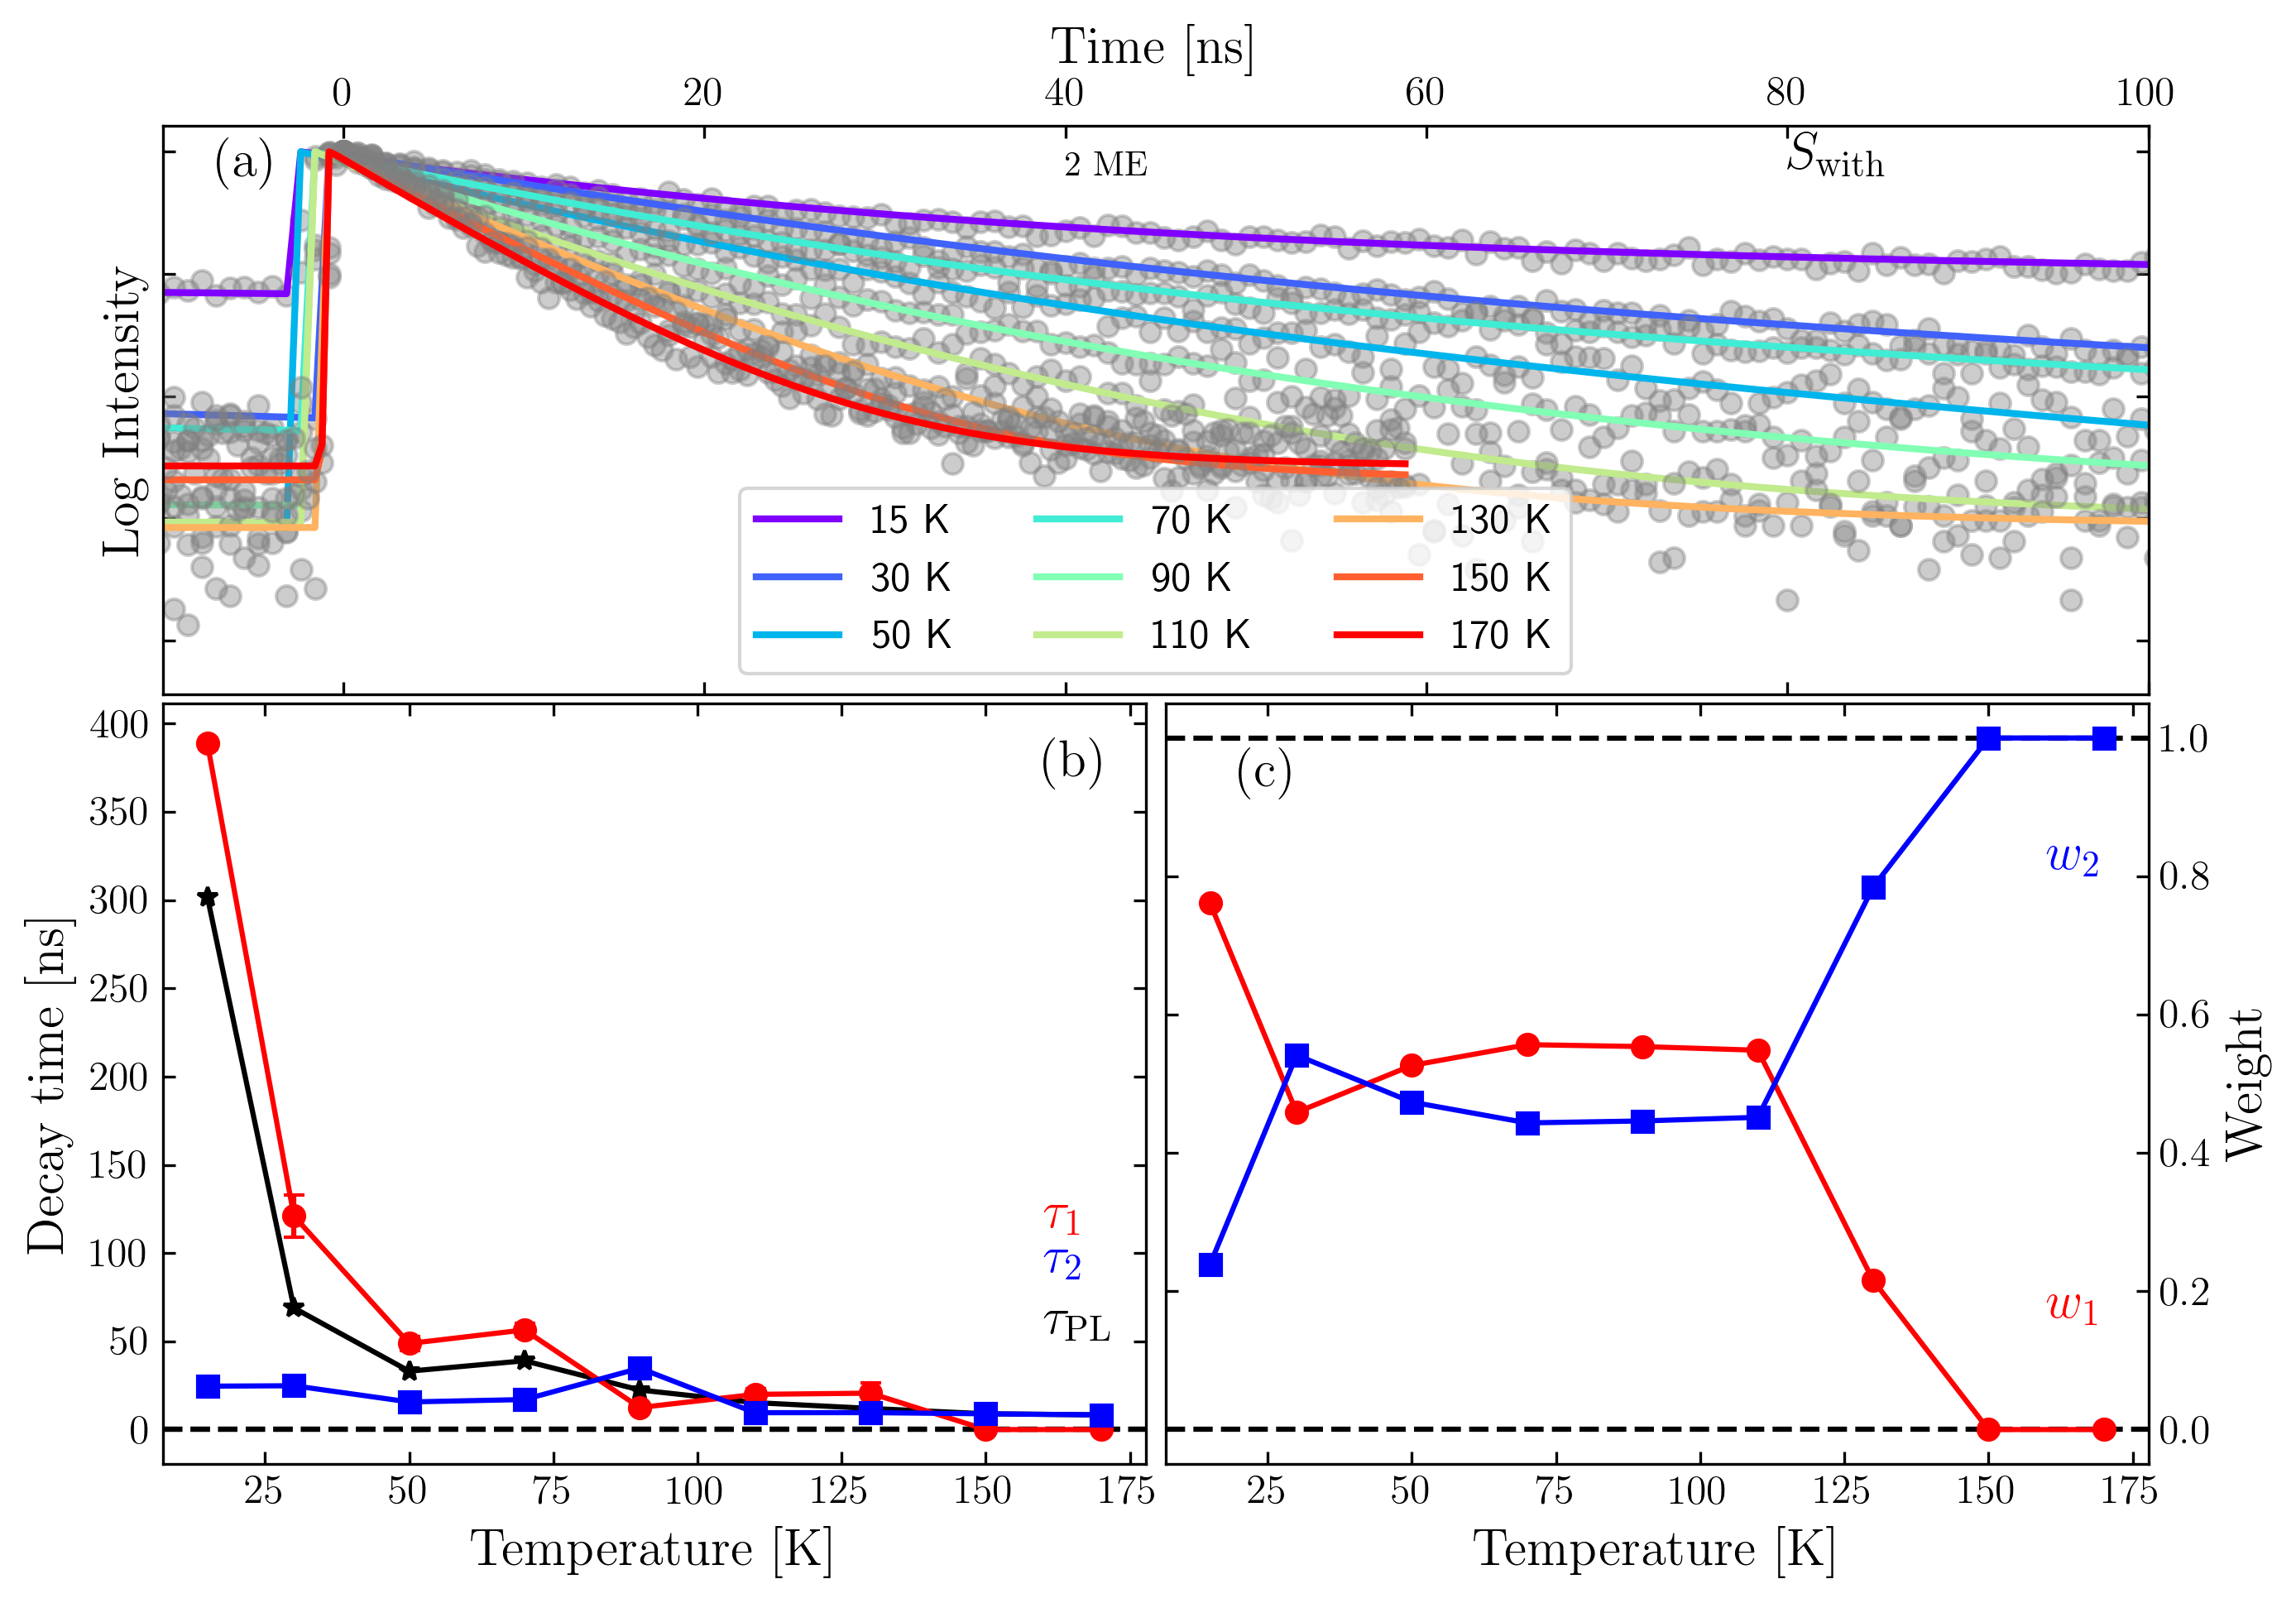 Time [ns]
0 20 40 60 80 100
(a) 2 ME S_with
Log Intensity
15 K 70 K 130 K
30 K 90 K 150 K
50 K 110 K 170 K
400
350
300
250
200
150
100
50
0
Decay time [ns]
(b)
τ_1
τ_2
τ_PL
25 50 75 100 125 150 175
Temperature [K]
(c)
w_2
w_1
1.0
0.8
0.6
0.4
0.2
0.0
Weight
25 50 75 100 125 150 175
Temperature [K]